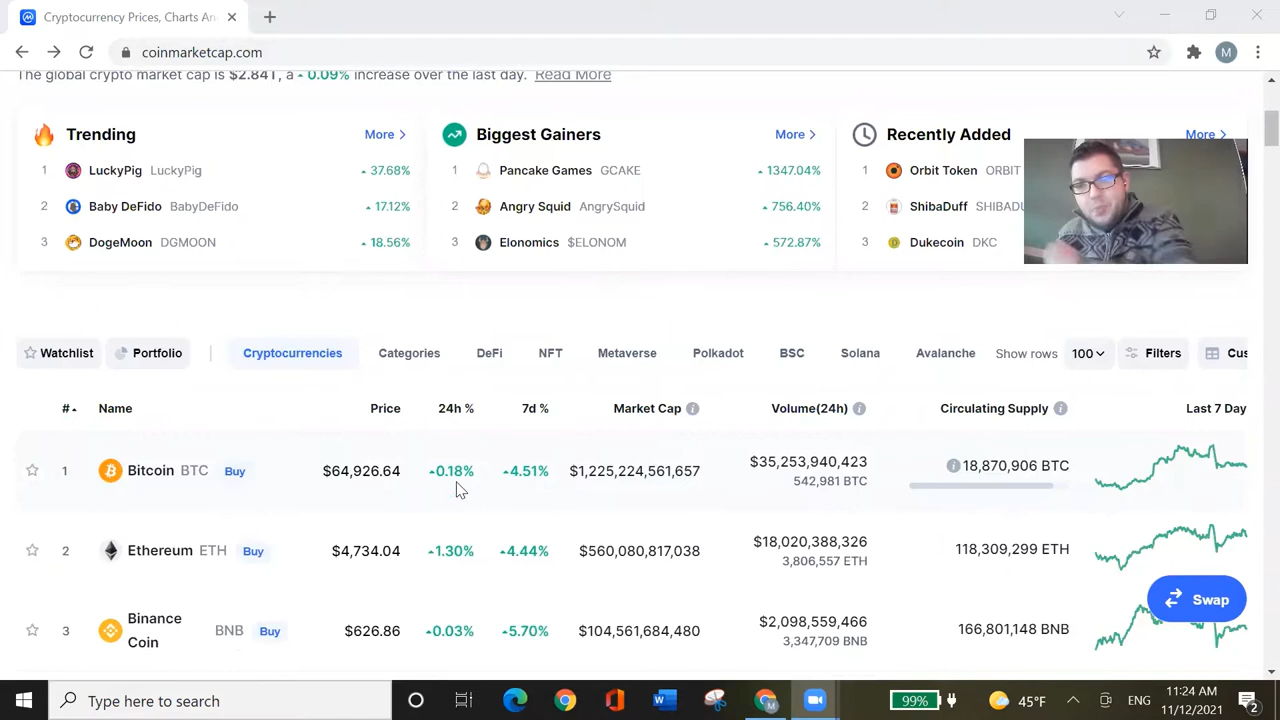 Cryptocurrency Prices, Charts An
coinmarketcap.com
M
The global crypto market cap is $2.84T, a 0.09% increase over the last day. Read More
Trending More
1 LuckyPig LuckyPig 37.68%
2 Baby DeFido BabyDeFido 17.12%
3 DogeMoon DGMOON 18.56%
Biggest Gainers More
1 Pancake Games GCAKE 1347.04%
2 Angry Squid AngrySquid 756.40%
3 Elonomics $ELONOM 572.87%
Recently Added More
1 Orbit Token ORBIT
2 ShibaDuff SHIBADU
3 Dukecoin DKC
Watchlist Portfolio Cryptocurrencies Categories DeFi NFT Metaverse Polkadot BSC Solana Avalanche Show rows 100 Filters Cus
# Name Price 24h % 7d % Market Cap Volume(24h) Circulating Supply Last 7 Day
1 Bitcoin BTC Buy $64,926.64 0.18% 4.51% $1,225,224,561,657 $35,253,940,423 18,870,906 BTC
542,981 BTC
2 Ethereum ETH Buy $4,734.04 1.30% 4.44% $560,080,817,038 $18,020,388,326 118,309,299 ETH
3,806,557 ETH
3 Binance Coin BNB Buy $626.86 0.03% 5.70% $104,561,684,480 $2,098,559,466 166,801,148 BNB
3,347,709 BNB
Swap
Type here to search
W
M
99%
45°F
ENG
11:24 AM
11/12/2021
2